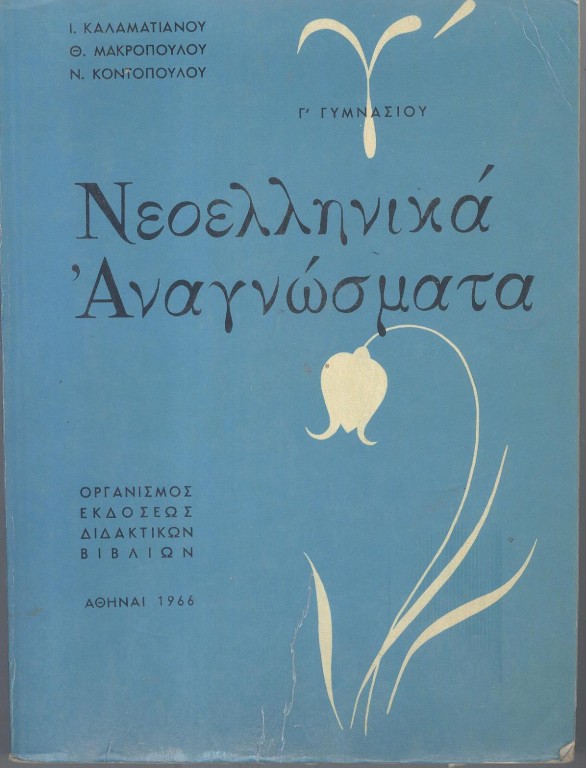 Ι. ΚΑΛΑΜΑΤΙΑΝΟΥ
Θ. ΜΑΚΡΟΠΟΥΛΟΥ
Ν. ΚΟΝΤΟΠΟΥΛΟΥ
γ΄
Γ' ΓΥΜΝΑΣΙΟΥ
Νεοελληνικά
Ἀναγνώσματα
ΟΡΓΑΝΙΣΜΟΣ
ΕΚΔΟΣΕΩΣ
ΔΙΔΑΚΤΙΚΩΝ
ΒΙΒΛΙΩΝ
ΑΘΗΝΑΙ 1966